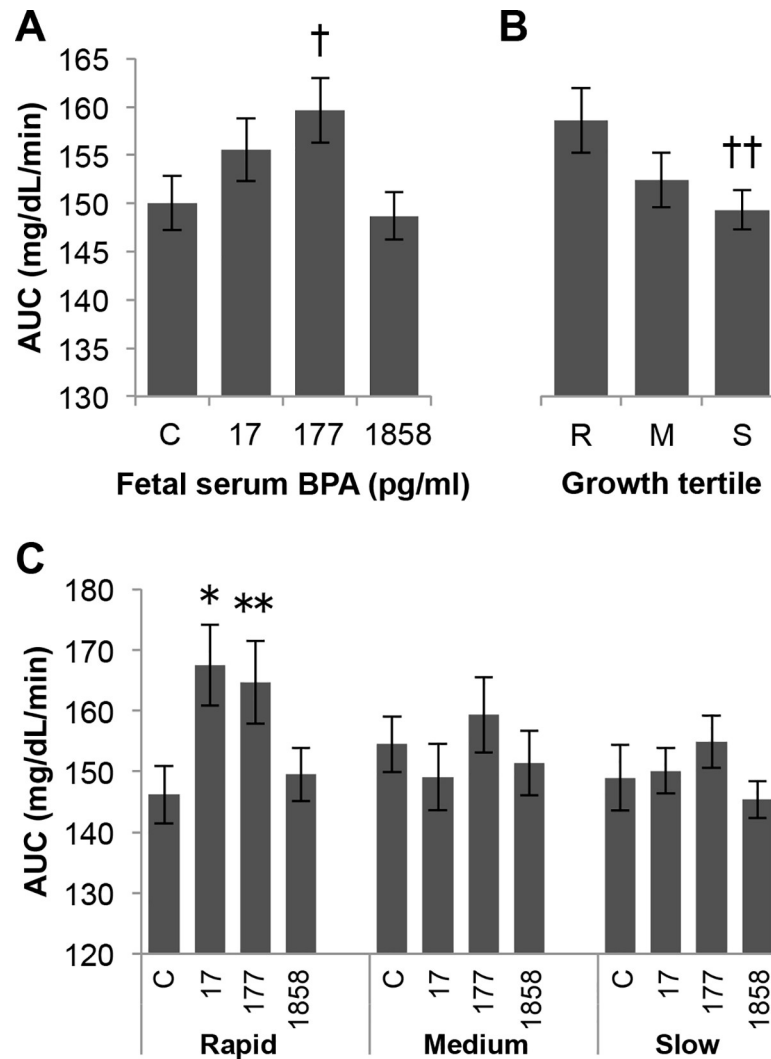 A
†
165
160
155
150
145
140
135
130
AUC (mg/dL/min)
C 17 177 1858
Fetal serum BPA (pg/ml)
B
††
R M S
Growth tertile
C
* **
180
170
160
150
140
130
120
AUC (mg/dL/min)
C 17 177 1858 C 17 177 1858 C 17 177 1858
Rapid Medium Slow